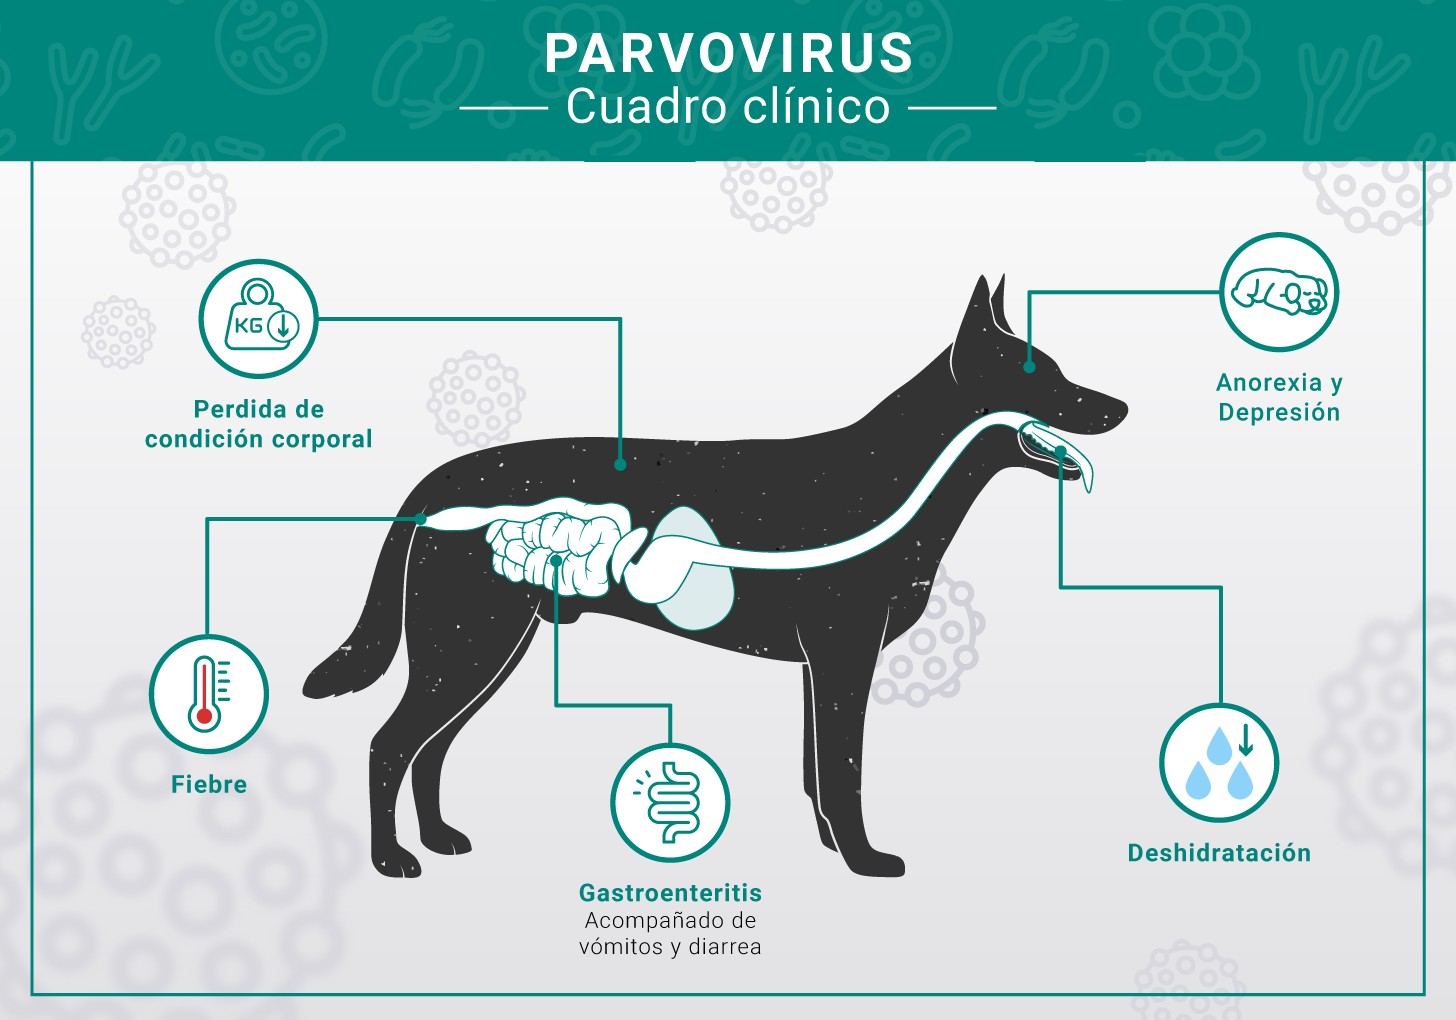 PARVOVIRUS
Cuadro clínico
KG
Perdida de
condición corporal
Anorexia y
Depresión
Fiebre
Gastroenteritis
Acompañado de
vómitos y diarrea
Deshidratación